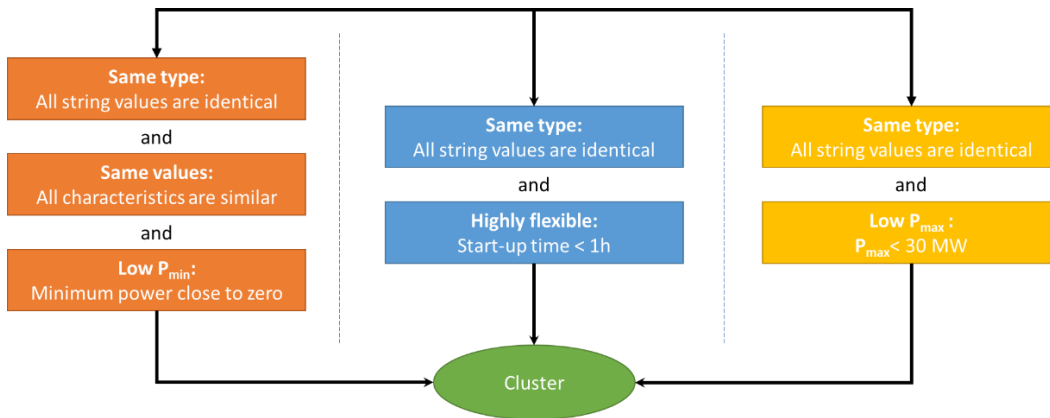 Same type:
All string values are identical
and
Same values:
All characteristics are similar
and
Low Pmin:
Minimum power close to zero
Same type:
All string values are identical
and
Highly flexible:
Start-up time < 1h
Same type:
All string values are identical
and
Low Pmax :
Pmax< 30 MW
Cluster